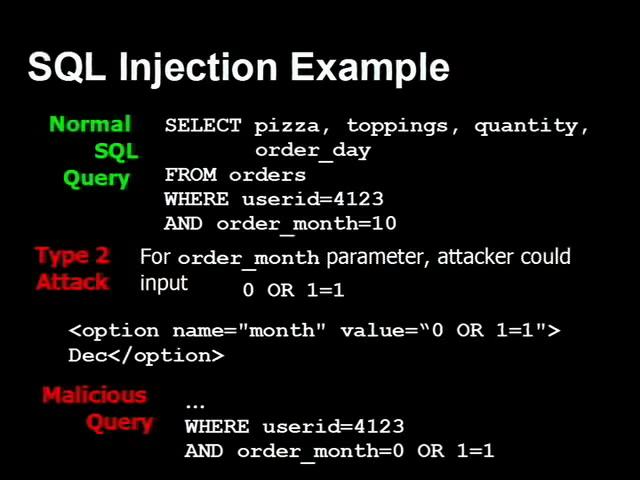 SQL Injection Example
Normal
SQL
Query
SELECT pizza, toppings, quantity,
order_day
FROM orders
WHERE userid=4123
AND order_month=10
Type 2
Attack
For order_month parameter, attacker could
input
0 OR 1=1
<option name="month" value=“0 OR 1=1">
Dec</option>
Malicious
Query
…
WHERE userid=4123
AND order_month=0 OR 1=1